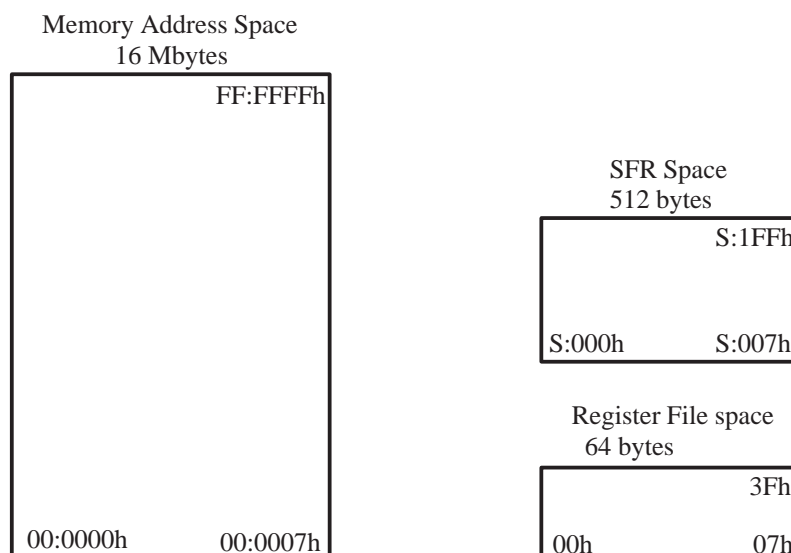 Memory Address Space
16 Mbytes
FF:FFFFh
00:0000h 00:0007h
SFR Space
512 bytes
S:1FFh
S:000h S:007h
Register File space
64 bytes
3Fh
00h 07h